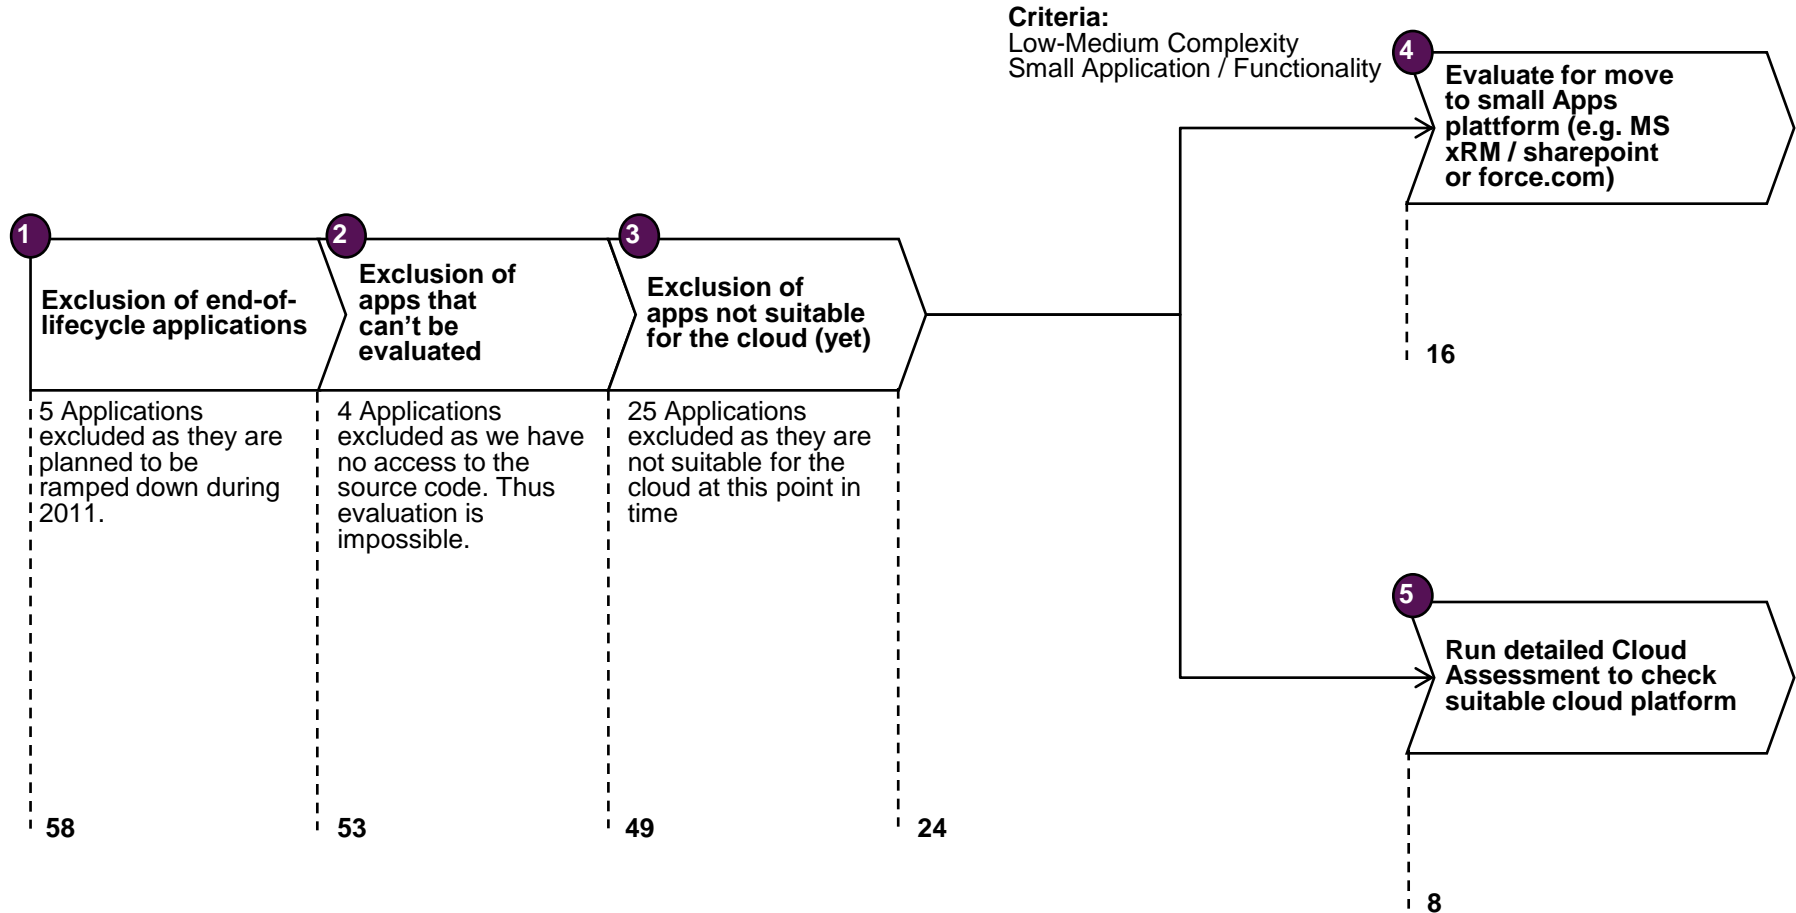 Criteria:
Low-Medium Complexity
Small Application / Functionality
4
Evaluate for move
to small Apps
plattform (e.g. MS
xRM / sharepoint
or force.com)
16
1
Exclusion of end-of-
lifecycle applications
5 Applications
excluded as they are
planned to be
ramped down during
2011.
58
2
Exclusion of
apps that
can't be
evaluated
4 Applications
excluded as we have
no access to the
source code. Thus
evaluation is
impossible.
53
3
Exclusion of
apps not suitable
for the cloud (yet)
25 Applications
excluded as they are
not suitable for the
cloud at this point in
time
49
24
5
Run detailed Cloud
Assessment to check
suitable cloud platform
8